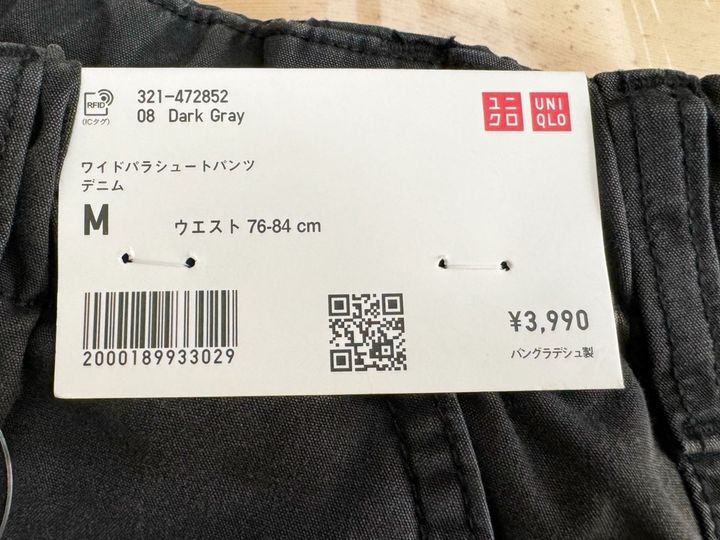 RFID
(ICタグ)
321-472852
08 Dark Gray
ユニ
クロ
UNI
QLO
ワイドパラシュートパンツ
デニム
M ウエスト 76-84 cm
2000189933029
¥3,990
バングラデシュ製